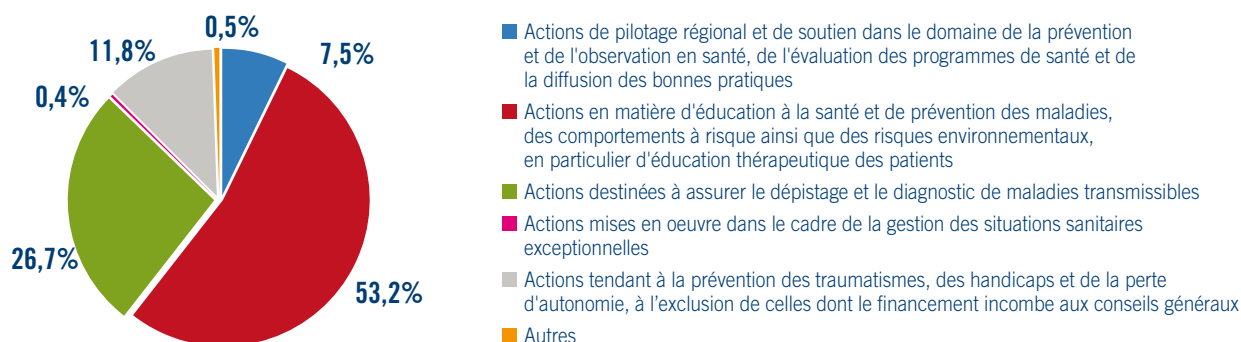 0,5%
11,8%
7,5%
0,4%
26,7%
53,2%
Actions de pilotage régional et de soutien dans le domaine de la prévention
et de l'observation en santé, de l'évaluation des programmes de santé et de
la diffusion des bonnes pratiques
Actions en matière d'éducation à la santé et de prévention des maladies,
des comportements à risque ainsi que des risques environnementaux,
en particulier d'éducation thérapeutique des patients
Actions destinées à assurer le dépistage et le diagnostic de maladies transmissibles
Actions mises en oeuvre dans le cadre de la gestion des situations sanitaires
exceptionnelles
Actions tendant à la prévention des traumatismes, des handicaps et de la perte
d'autonomie, à l’exclusion de celles dont le financement incombe aux conseils généraux
Autres